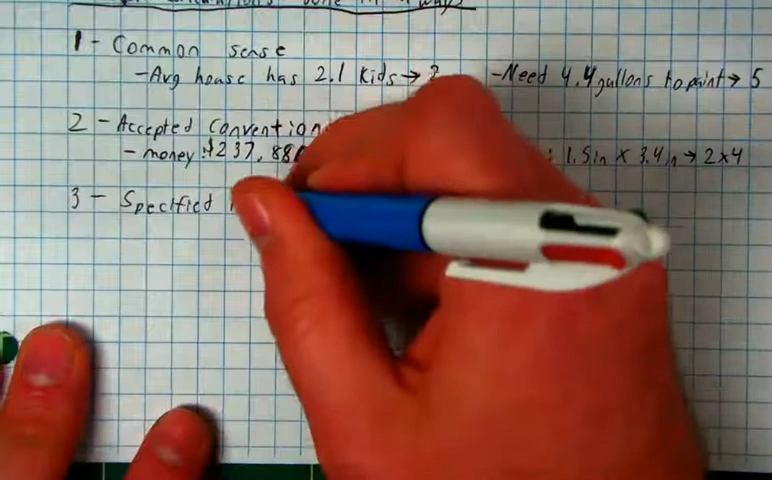 1 - Common sense
- Avg house has 2.1 kids → - Need 4.4 gallons to paint → 5
2 - Accepted Convention
- money: $237.88 : 1.5in x 3.4in → 2x4
3 - Specified